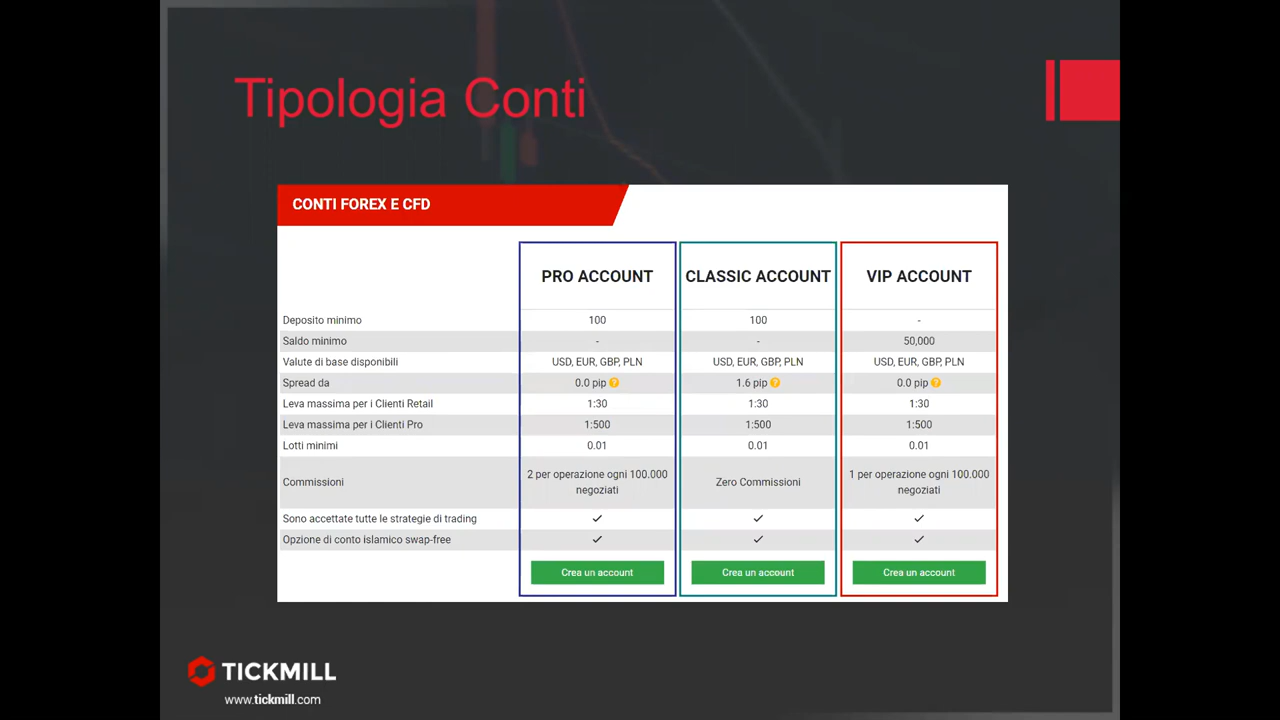 Tipologia Conti
CONTI FOREX E CFD
PRO ACCOUNT CLASSIC ACCOUNT VIP ACCOUNT
Deposito minimo 100 100 -
Saldo minimo - - 50,000
Valute di base disponibili USD, EUR, GBP, PLN USD, EUR, GBP, PLN USD, EUR, GBP, PLN
Spread da 0.0 pip ? 1.6 pip ? 0.0 pip ?
Leva massima per i Clienti Retail 1:30 1:30 1:30
Leva massima per i Clienti Pro 1:500 1:500 1:500
Lotti minimi 0.01 0.01 0.01
Commissioni 2 per operazione ogni 100.000 negoziati Zero Commissioni 1 per operazione ogni 100.000 negoziati
Sono accettate tutte le strategie di trading ✓ ✓ ✓
Opzione di conto islamico swap-free ✓ ✓ ✓
Crea un account Crea un account Crea un account
TICKMILL
www.tickmill.com